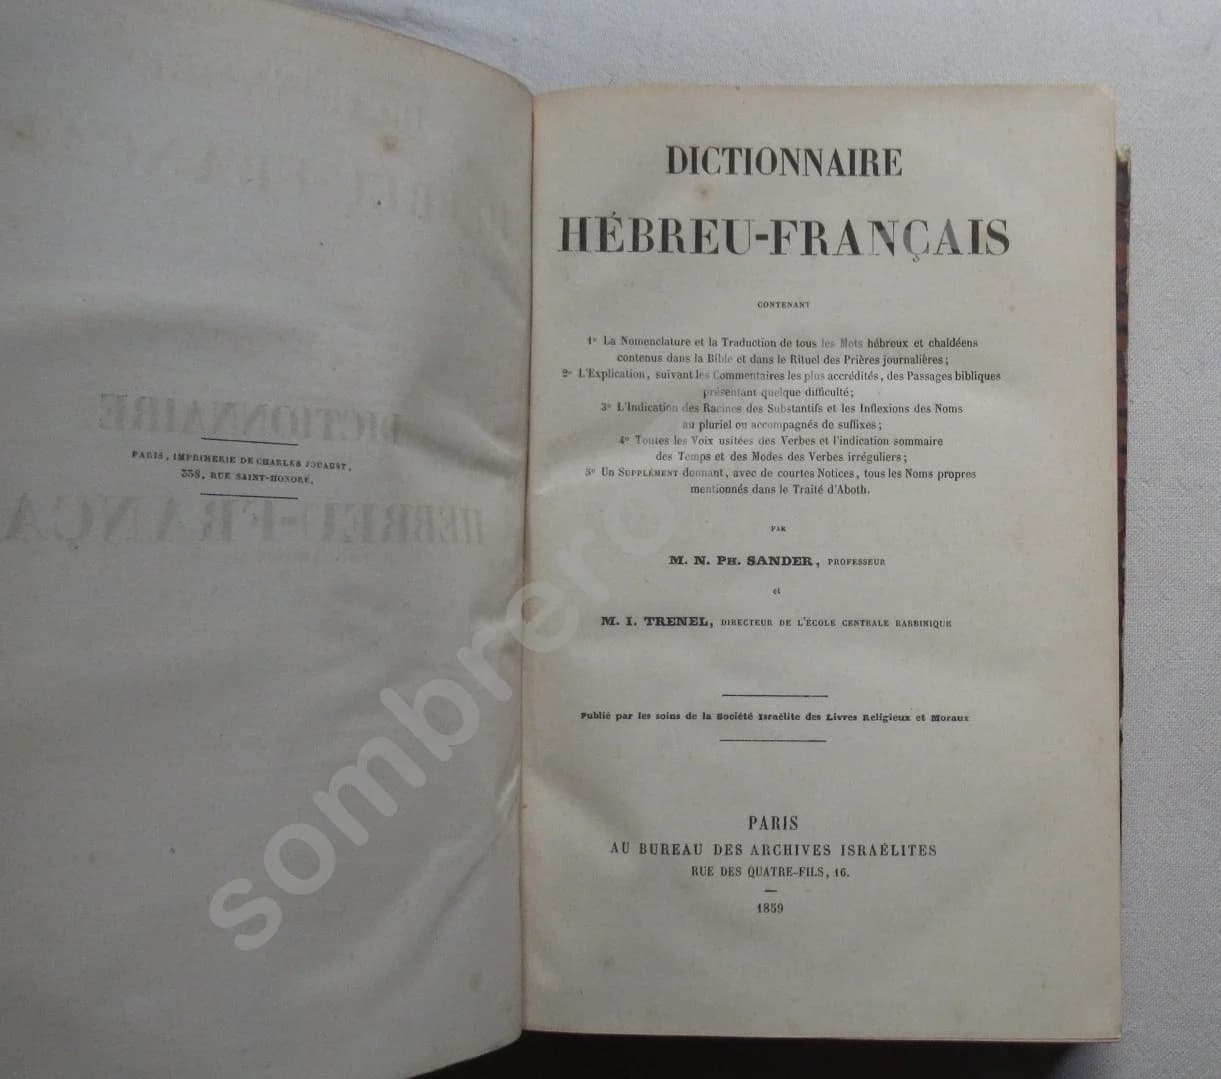 PARIS, IMPRIMERIE DE CHARLES JOUAUST,
338, RUE SAINT-HONORÉ.
DICTIONNAIRE
HÉBREU-FRANÇAIS
CONTENANT
1° La Nomenclature et la Traduction de tous les Mots hébreux et chaldéens
contenus dans la Bible et dans le Rituel des Prières journalières;
2° L'Explication, suivant les Commentaires les plus accrédités, des Passages bibliques
présentant quelque difficulté;
3° L'Indication des Racines des Substantifs et les Inflexions des Noms
au pluriel ou accompagnés de suffixes;
4° Toutes les Voix usitées des Verbes et l'indication sommaire
des Temps et des Modes des Verbes irréguliers;
5° Un SUPPLÉMENT donnant, avec de courtes Notices, tous les Noms propres
mentionnés dans le Traité d'Aboth.
PAR
M. N. PH. SANDER, PROFESSEUR
et
M. I. TRENEL, DIRECTEUR DE L'ÉCOLE CENTRALE RABBINIQUE
Publié par les soins de la Société Israélite des Livres Religieux et Moraux
PARIS
AU BUREAU DES ARCHIVES ISRAÉLITES
RUE DES QUATRE-FILS, 16.
1859